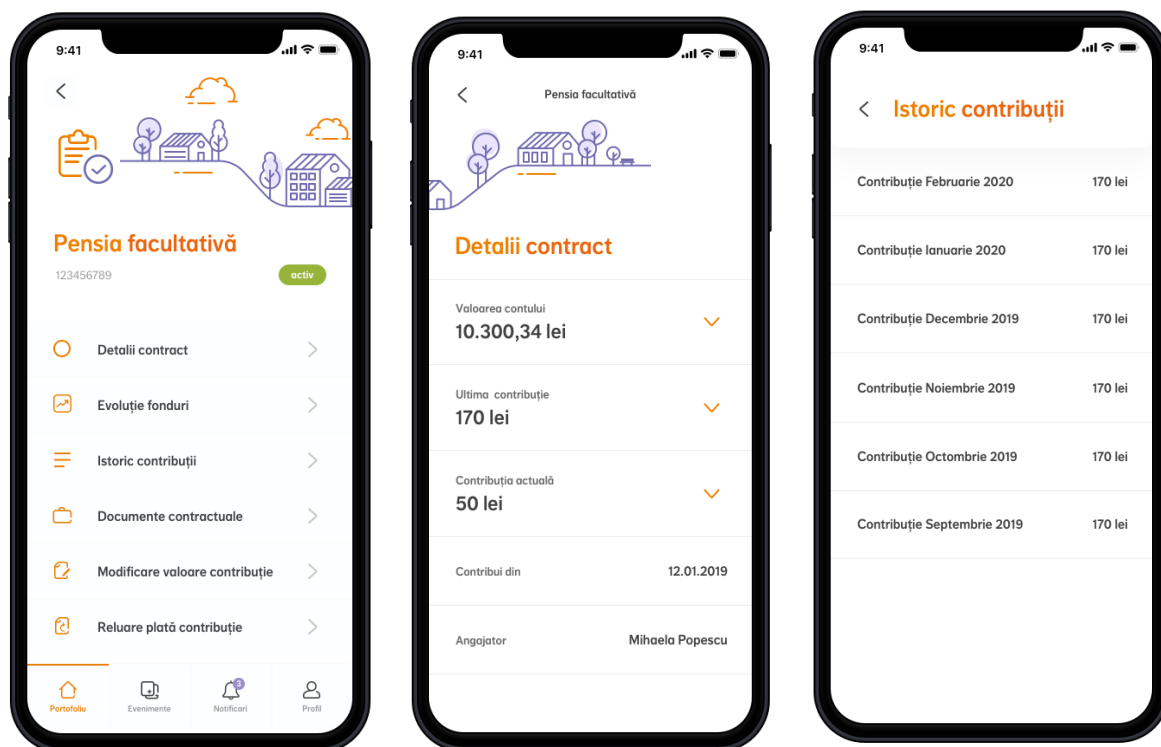 9:41
Pensia facultativă
123456789
activ
Detalii contract
Evoluție fonduri
Istoric contribuții
Documente contractuale
Modificare valoare contribuție
Reluare plată contribuție
Portofoliu
Evenimente
3
Notificari
Profil
9:41
Pensia facultativă
Detalii contract
Valoarea contului
10.300,34 lei
Ultima contribuție
170 lei
Contribuția actuală
50 lei
Contribui din 12.01.2019
Angajator Mihaela Popescu
9:41
Istoric contribuții
Contribuție Februarie 2020 170 lei
Contribuție Ianuarie 2020 170 lei
Contribuție Decembrie 2019 170 lei
Contribuție Noiembrie 2019 170 lei
Contribuție Octombrie 2019 170 lei
Contribuție Septembrie 2019 170 lei